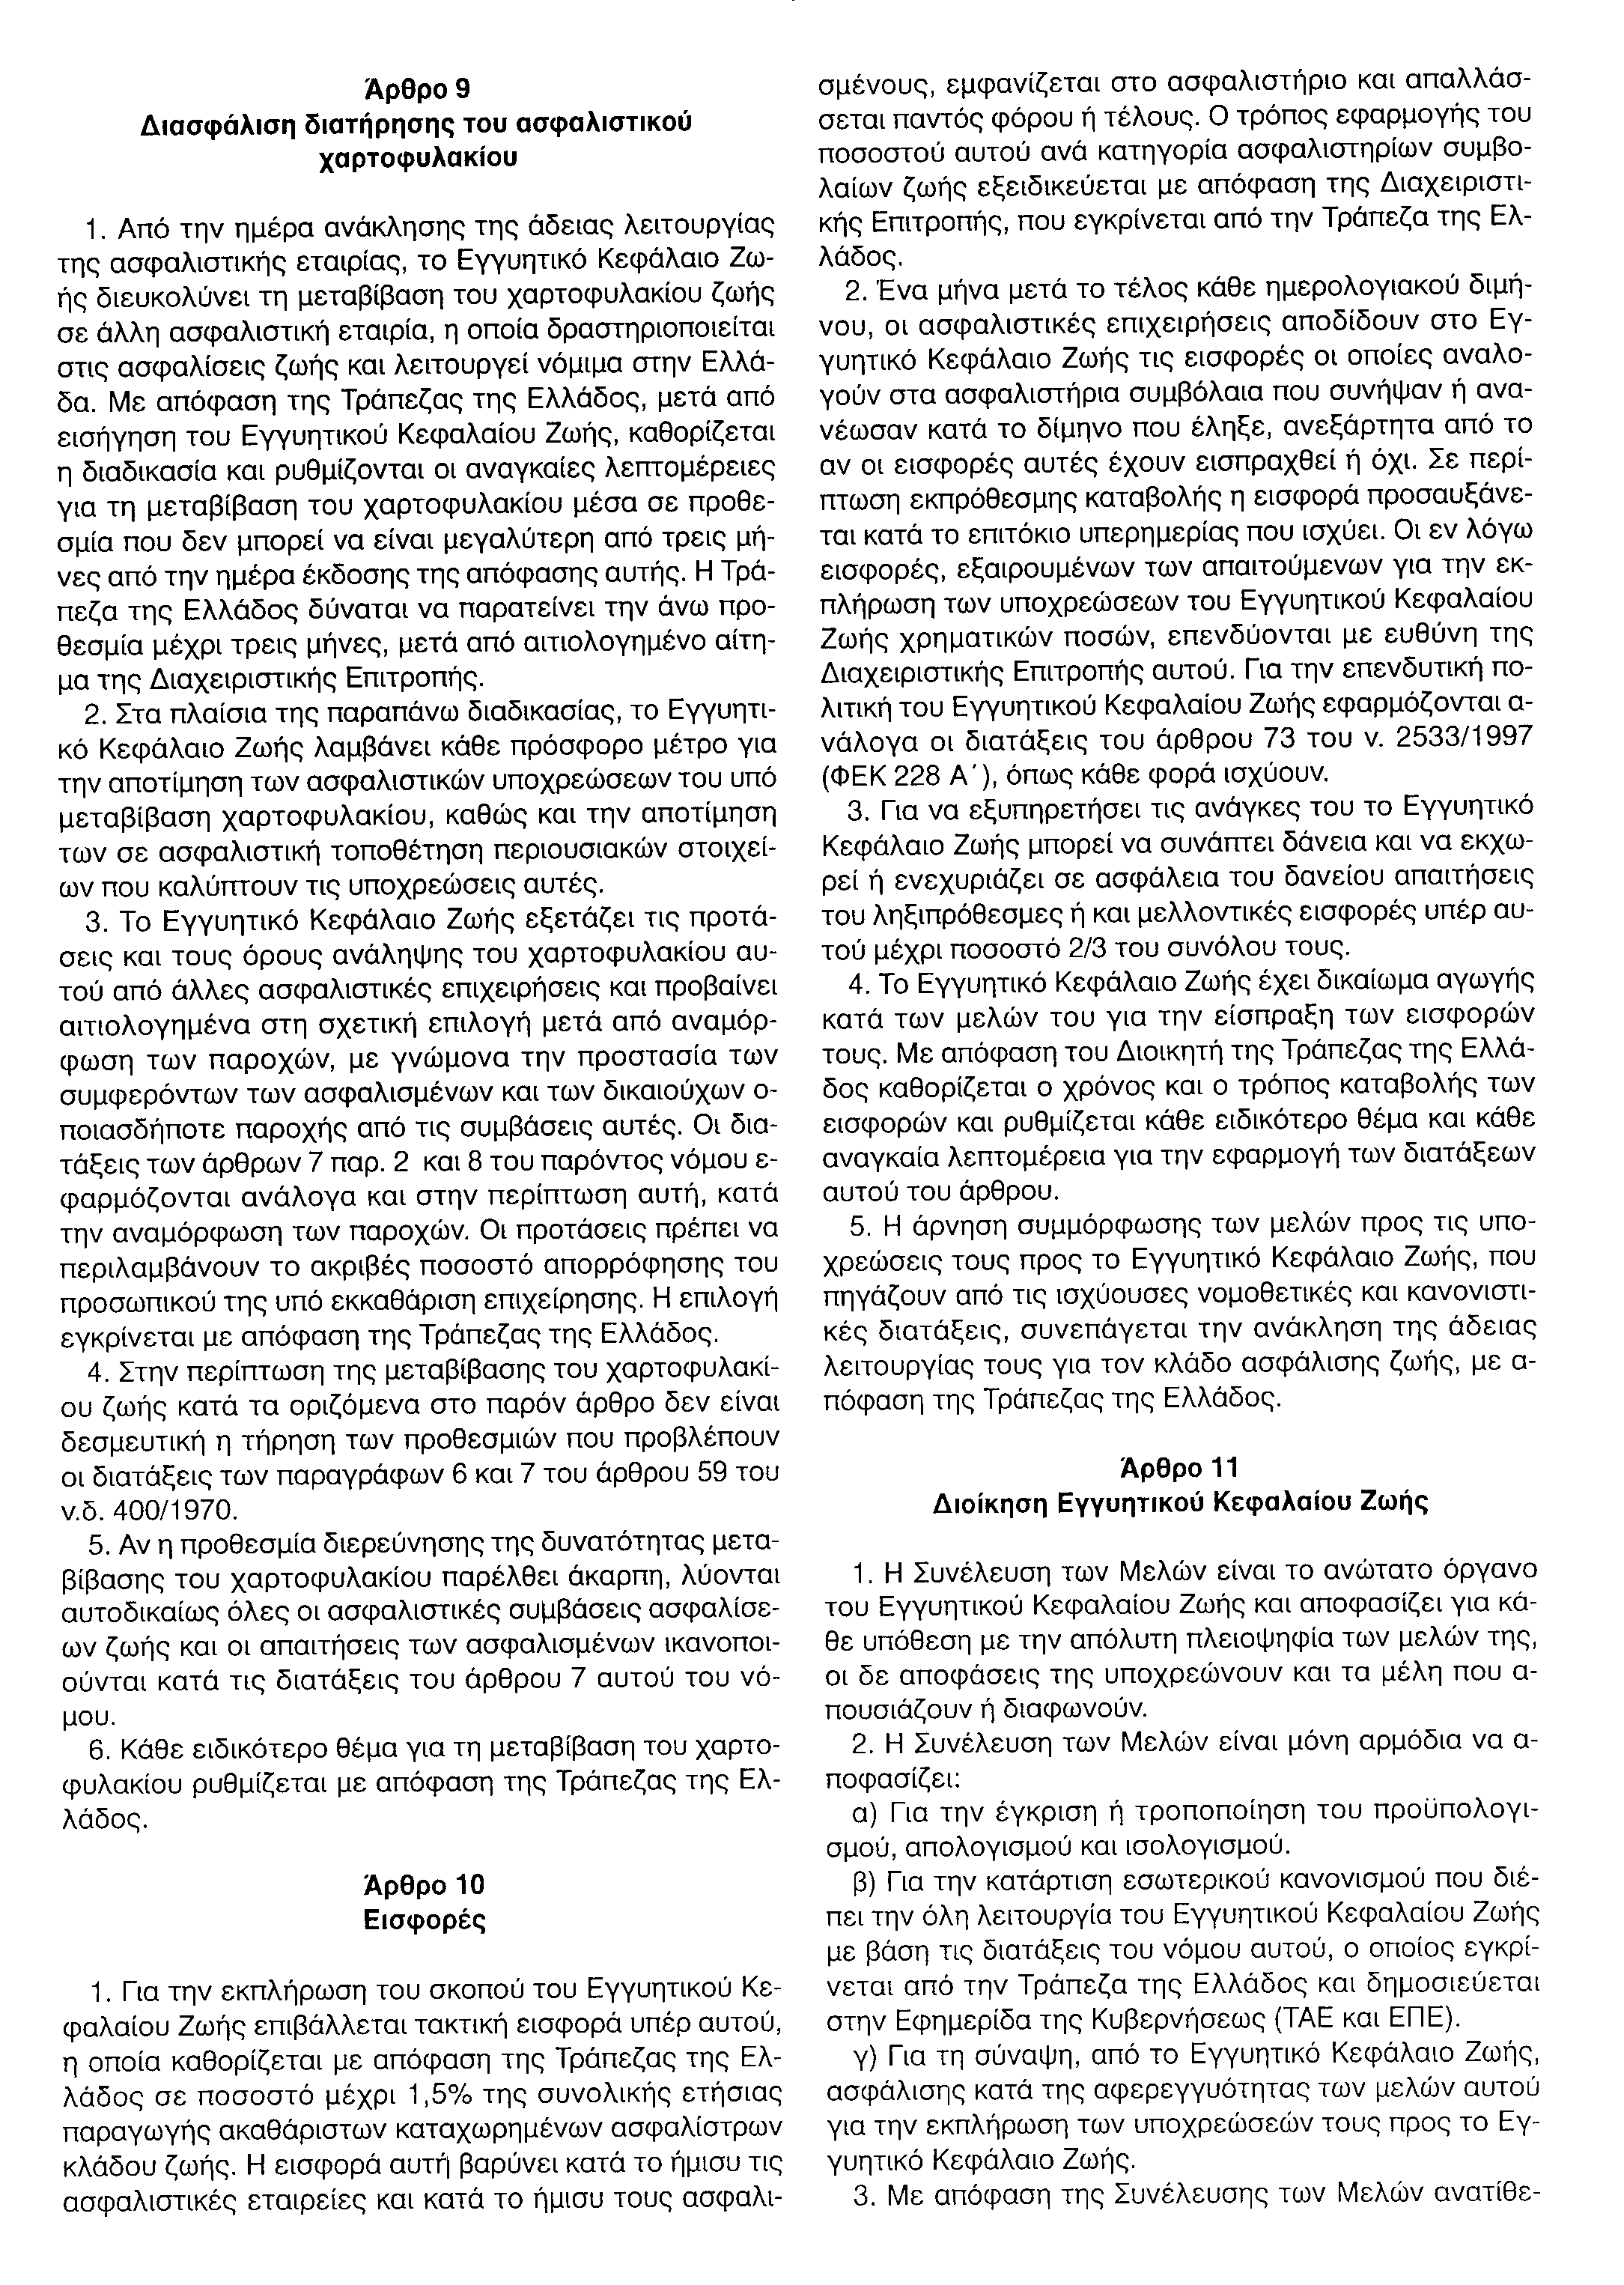 Άρθρο 9
Διασφάλιση διατήρησης του ασφαλιστικού
χαρτοφυλακίου
1. Από την ημέρα ανάκλησης της άδειας λειτουργίας
της ασφαλιστικής εταιρίας, το Εγγυητικό Κεφάλαιο Ζω-
ής διευκολύνει τη μεταβίβαση του χαρτοφυλακίου ζωής
σε άλλη ασφαλιστική εταιρία, η οποία δραστηριοποιείται
στις ασφαλίσεις ζωής και λειτουργεί νόμιμα στην Ελλά-
δα. Με απόφαση της Τράπεζας της Ελλάδος, μετά από
εισήγηση του Εγγυητικού Κεφαλαίου Ζωής, καθορίζεται
η διαδικασία και ρυθμίζονται οι αναγκαίες λεπτομέρειες
για τη μεταβίβαση του χαρτοφυλακίου μέσα σε προθε-
σμία που δεν μπορεί να είναι μεγαλύτερη από τρεις μή-
νες από την ημέρα έκδοσης της απόφασης αυτής. Η Τρά-
πεζα της Ελλάδος δύναται να παρατείνει την άνω προ-
θεσμία μέχρι τρεις μήνες, μετά από αιτιολογημένο αίτη-
μα της Διαχειριστικής Επιτροπής.
2. Στα πλαίσια της παραπάνω διαδικασίας, το Εγγυητι-
κό Κεφάλαιο Ζωής λαμβάνει κάθε πρόσφορο μέτρο για
την αποτίμηση των ασφαλιστικών υποχρεώσεων του υπό
μεταβίβαση χαρτοφυλακίου, καθώς και την αποτίμηση
των σε ασφαλιστική τοποθέτηση περιουσιακών στοιχεί-
ων που καλύπτουν τις υποχρεώσεις αυτές.
3. Το Εγγυητικό Κεφάλαιο Ζωής εξετάζει τις προτά-
σεις και τους όρους ανάληψης του χαρτοφυλακίου αυ-
τού από άλλες ασφαλιστικές επιχειρήσεις και προβαίνει
αιτιολογημένα στη σχετική επιλογή μετά από αναμόρ-
φωση των παροχών, με γνώμονα την προστασία των
συμφερόντων των ασφαλισμένων και των δικαιούχων ο-
ποιασδήποτε παροχής από τις συμβάσεις αυτές. Οι δια-
τάξεις των άρθρων 7 παρ. 2 και 8 του παρόντος νόμου ε-
φαρμόζονται ανάλογα και στην περίπτωση αυτή, κατά
την αναμόρφωση των παροχών. Οι προτάσεις πρέπει να
περιλαμβάνουν το ακριβές ποσοστό απορρόφησης του
προσωπικού της υπό εκκαθάριση επιχείρησης. Η επιλογή
εγκρίνεται με απόφαση της Τράπεζας της Ελλάδος.
4. Στην περίπτωση της μεταβίβασης του χαρτοφυλακί-
ου ζωής κατά τα οριζόμενα στο παρόν άρθρο δεν είναι
δεσμευτική η τήρηση των προθεσμιών που προβλέπουν
οι διατάξεις των παραγράφων 6 και 7 του άρθρου 59 του
ν.δ. 400/1970.
5. Αν η προθεσμία διερεύνησης της δυνατότητας μετα-
βίβασης του χαρτοφυλακίου παρέλθει άκαρπη, λύονται
αυτοδικαίως όλες οι ασφαλιστικές συμβάσεις ασφαλίσε-
ων ζωής και οι απαιτήσεις των ασφαλισμένων ικανοποι-
ούνται κατά τις διατάξεις του άρθρου 7 αυτού του νό-
μου.
6. Κάθε ειδικότερο θέμα για τη μεταβίβαση του χαρτο-
φυλακίου ρυθμίζεται με απόφαση της Τράπεζας της Ελ-
λάδος.
Άρθρο 10
Εισφορές
1. Για την εκπλήρωση του σκοπού του Εγγυητικού Κε-
φαλαίου Ζωής επιβάλλεται τακτική εισφορά υπέρ αυτού,
η οποία καθορίζεται με απόφαση της Τράπεζας της Ελ-
λάδος σε ποσοστό μέχρι 1,5% της συνολικής ετήσιας
παραγωγής ακαθάριστων καταχωρημένων ασφαλίστρων
κλάδου ζωής. Η εισφορά αυτή βαρύνει κατά το ήμισυ τις
ασφαλιστικές εταιρείες και κατά το ήμισυ τους ασφαλι-
σμένους, εμφανίζεται στο ασφαλιστήριο και απαλλάσ-
σεται παντός φόρου ή τέλους. Ο τρόπος εφαρμογής του
ποσοστού αυτού ανά κατηγορία ασφαλιστηρίων συμβο-
λαίων ζωής εξειδικεύεται με απόφαση της Διαχειριστι-
κής Επιτροπής, που εγκρίνεται από την Τράπεζα της Ελ-
λάδος.
2. Ένα μήνα μετά το τέλος κάθε ημερολογιακού διμή-
νου, οι ασφαλιστικές επιχειρήσεις αποδίδουν στο Εγ-
γυητικό Κεφάλαιο Ζωής τις εισφορές οι οποίες αναλο-
γούν στα ασφαλιστήρια συμβόλαια που συνήψαν ή ανα-
νέωσαν κατά το δίμηνο που έληξε, ανεξάρτητα από το
αν οι εισφορές αυτές έχουν εισπραχθεί ή όχι. Σε περί-
πτωση εκπρόθεσμης καταβολής η εισφορά προσαυξάνε-
ται κατά το επιτόκιο υπερημερίας που ισχύει. Οι εν λόγω
εισφορές, εξαιρουμένων των απαιτούμενων για την εκ-
πλήρωση των υποχρεώσεων του Εγγυητικού Κεφαλαίου
Ζωής χρηματικών ποσών, επενδύονται με ευθύνη της
Διαχειριστικής Επιτροπής αυτού. Για την επενδυτική πο-
λιτική του Εγγυητικού Κεφαλαίου Ζωής εφαρμόζονται α-
νάλογα οι διατάξεις του άρθρου 73 του ν. 2533/1997
(ΦΕΚ 228 Α΄), όπως κάθε φορά ισχύουν.
3. Για να εξυπηρετήσει τις ανάγκες του το Εγγυητικό
Κεφάλαιο Ζωής μπορεί να συνάπτει δάνεια και να εκχω-
ρεί ή ενεχυριάζει σε ασφάλεια του δανείου απαιτήσεις
του ληξιπρόθεσμες ή και μελλοντικές εισφορές υπέρ αυ-
τού μέχρι ποσοστό 2/3 του συνόλου τους.
4. Το Εγγυητικό Κεφάλαιο Ζωής έχει δικαίωμα αγωγής
κατά των μελών του για την είσπραξη των εισφορών
τους. Με απόφαση του Διοικητή της Τράπεζας της Ελλά-
δος καθορίζεται ο χρόνος και ο τρόπος καταβολής των
εισφορών και ρυθμίζεται κάθε ειδικότερο θέμα και κάθε
αναγκαία λεπτομέρεια για την εφαρμογή των διατάξεων
αυτού του άρθρου.
5. Η άρνηση συμμόρφωσης των μελών προς τις υπο-
χρεώσεις τους προς το Εγγυητικό Κεφάλαιο Ζωής, που
πηγάζουν από τις ισχύουσες νομοθετικές και κανονιστι-
κές διατάξεις, συνεπάγεται την ανάκληση της άδειας
λειτουργίας τους για τον κλάδο ασφάλισης ζωής, με α-
πόφαση της Τράπεζας της Ελλάδος.
Άρθρο 11
Διοίκηση Εγγυητικού Κεφαλαίου Ζωής
1. Η Συνέλευση των Μελών είναι το ανώτατο όργανο
του Εγγυητικού Κεφαλαίου Ζωής και αποφασίζει για κά-
θε υπόθεση με την απόλυτη πλειοψηφία των μελών της,
οι δε αποφάσεις της υποχρεώνουν και τα μέλη που α-
πουσιάζουν ή διαφωνούν.
2. Η Συνέλευση των Μελών είναι μόνη αρμόδια να α-
ποφασίζει:
α) Για την έγκριση ή τροποποίηση του προϋπολογι-
σμού, απολογισμού και ισολογισμού.
β) Για την κατάρτιση εσωτερικού κανονισμού που διέ-
πει την όλη λειτουργία του Εγγυητικού Κεφαλαίου Ζωής
με βάση τις διατάξεις του νόμου αυτού, ο οποίος εγκρί-
νεται από την Τράπεζα της Ελλάδος και δημοσιεύεται
στην Εφημερίδα της Κυβερνήσεως (ΤΑΕ και ΕΠΕ).
γ) Για τη σύναψη, από το Εγγυητικό Κεφάλαιο Ζωής,
ασφάλισης κατά της αφερεγγυότητας των μελών αυτού
για την εκπλήρωση των υποχρεώσεών τους προς το Εγ-
γυητικό Κεφάλαιο Ζωής.
3. Με απόφαση της Συνέλευσης των Μελών ανατίθε-